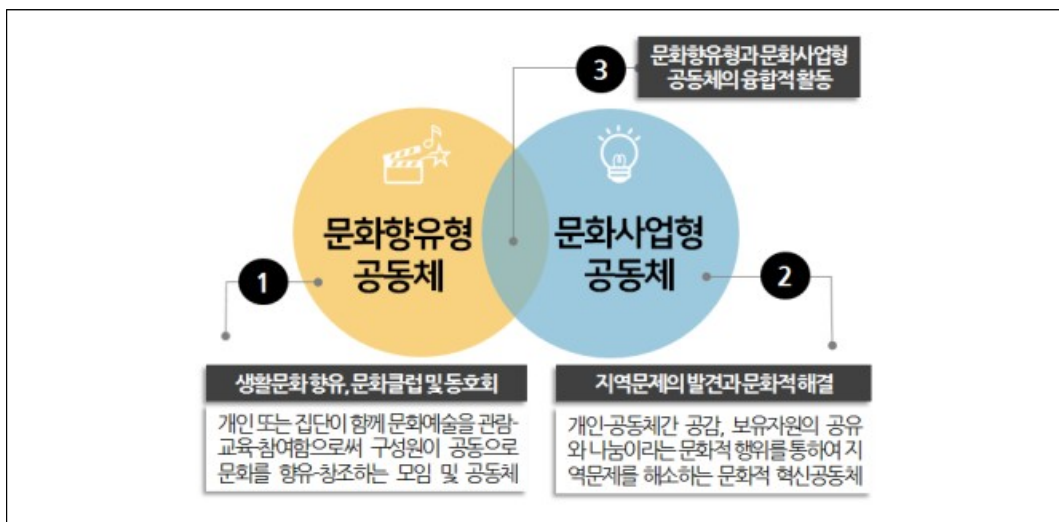 3
문화향유형과 문화사업형
공동체의 융합적 활동
문화향유형
공동체
문화사업형
공동체
1
2
생활문화 향유, 문화클럽 및 동호회
개인 또는 집단이 함께 문화예술을 관람-
교육-참여함으로써 구성원이 공동으로
문화를 향유-창조하는 모임 및 공동체
지역문제의 발견과 문화적 해결
개인-공동체간 공감, 보유자원의 공유
와 나눔이라는 문화적 행위를 통하여 지
역문제를 해소하는 문화적 혁신공동체